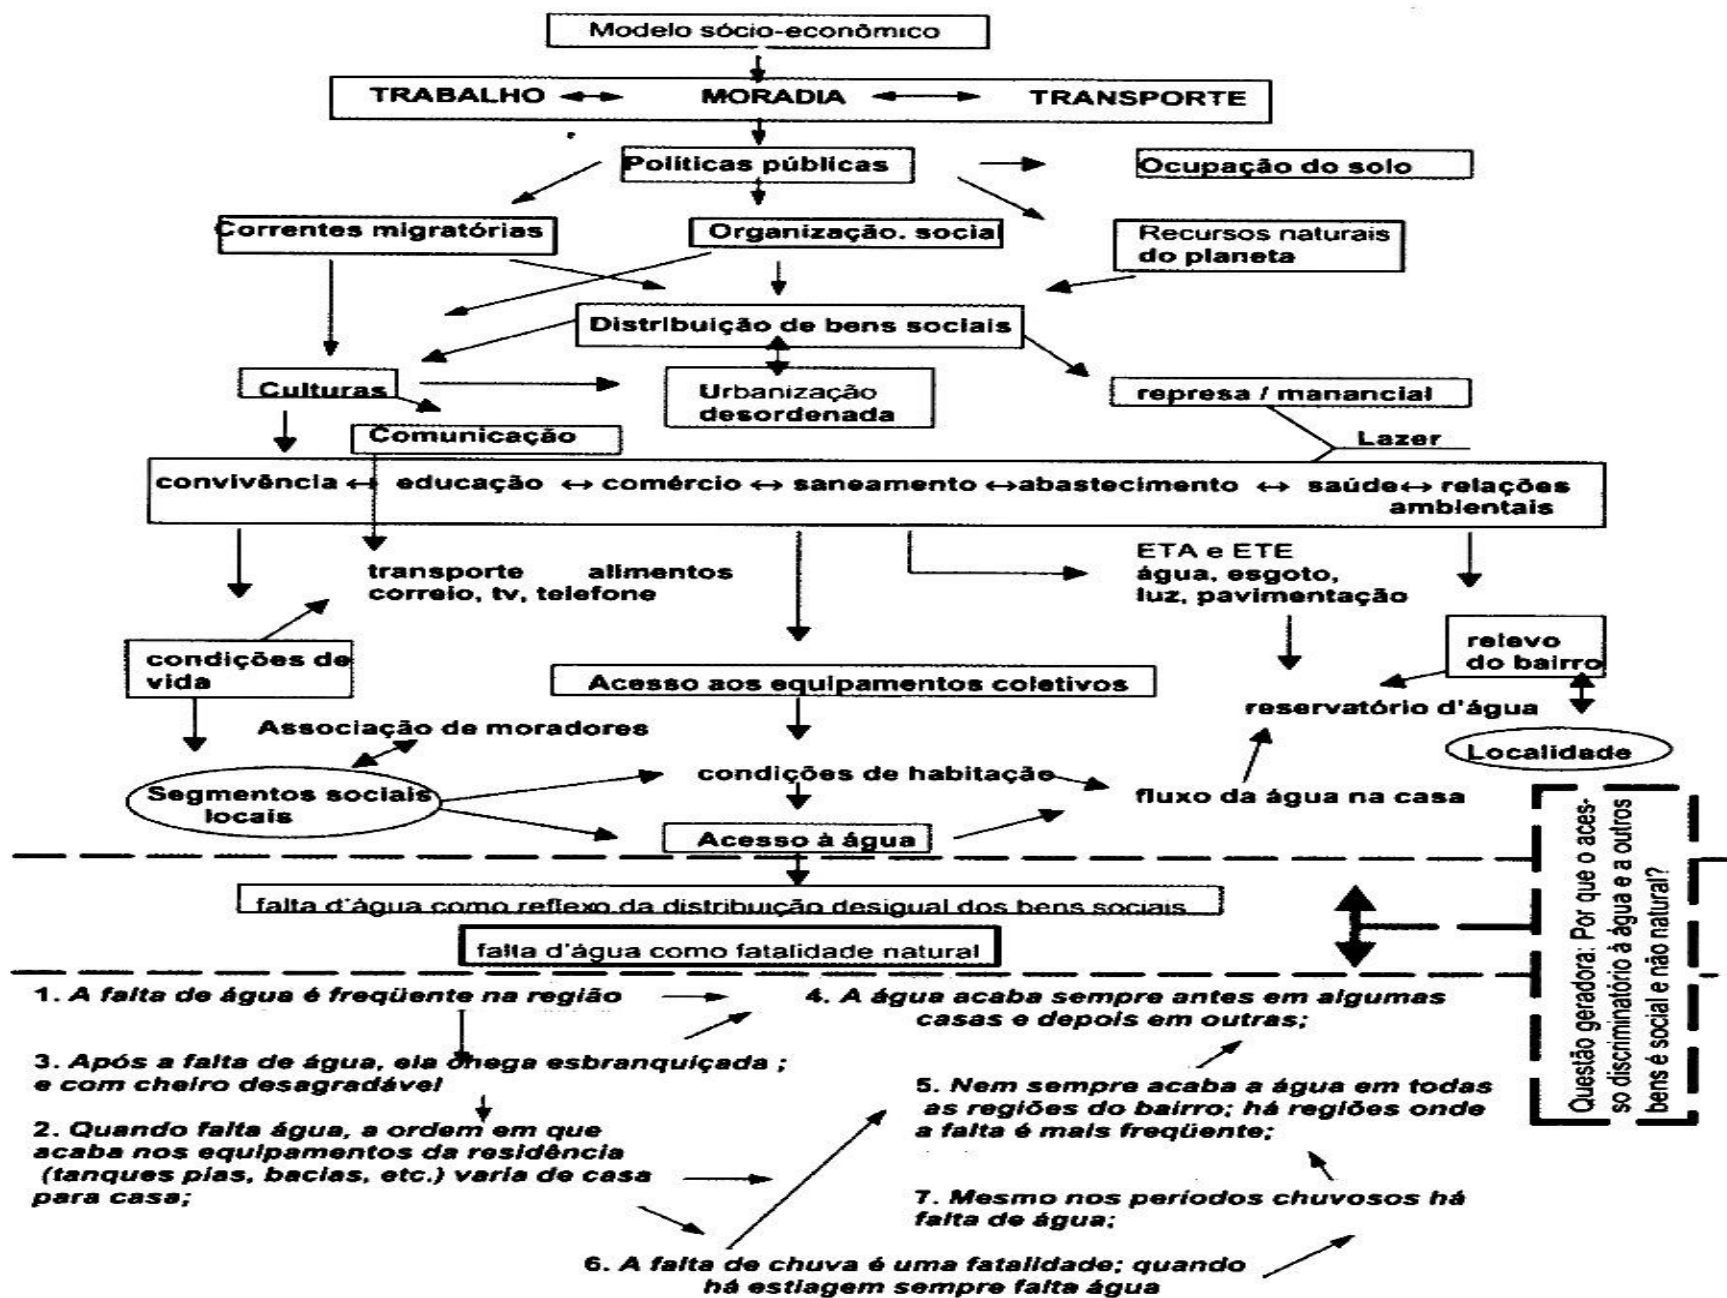 Modelo sócio-econômico
TRABALHO ↔ MORADIA ↔ TRANSPORTE
Políticas públicas
Ocupação do solo
Correntes migratórias
Organização. social
Recursos naturais
do planeta
Distribuição de bens sociais
Culturas
Urbanização
desordenada
represa / manancial
Comunicação
Lazer
convivência ↔ educação ↔ comércio ↔ saneamento ↔abastecimento ↔ saúde↔ relações
ambientais
transporte alimentos
correio, tv, telefone
ETA e ETE
água, esgoto,
luz, pavimentação
condições de
vida
relevo
do bairro
Acesso aos equipamentos coletivos
reservatório d'água
Associação de moradores
Localidade
Segmentos sociais
locais
condições de habitação
fluxo da água na casa
Acesso à água
falta d'água como reflexo da distribuição desigual dos bens sociais
falta d'água como fatalidade natural
Questão geradora: Por que o aces-
so discriminatório à água e a outros
bens é social e não natural?
1. A falta de água é freqüente na região
4. A água acaba sempre antes em algumas
casas e depois em outras;
3. Após a falta de água, ela chega esbranquiçada ;
e com cheiro desagradável
5. Nem sempre acaba a água em todas
as regiões do bairro; há regiões onde
a falta é mais freqüente;
2. Quando falta água, a ordem em que
acaba nos equipamentos da residência
(tanques pias, bacias, etc.) varia de casa
para casa;
7. Mesmo nos períodos chuvosos há
falta de água;
6. A falta de chuva é uma fatalidade; quando
há estiagem sempre falta água